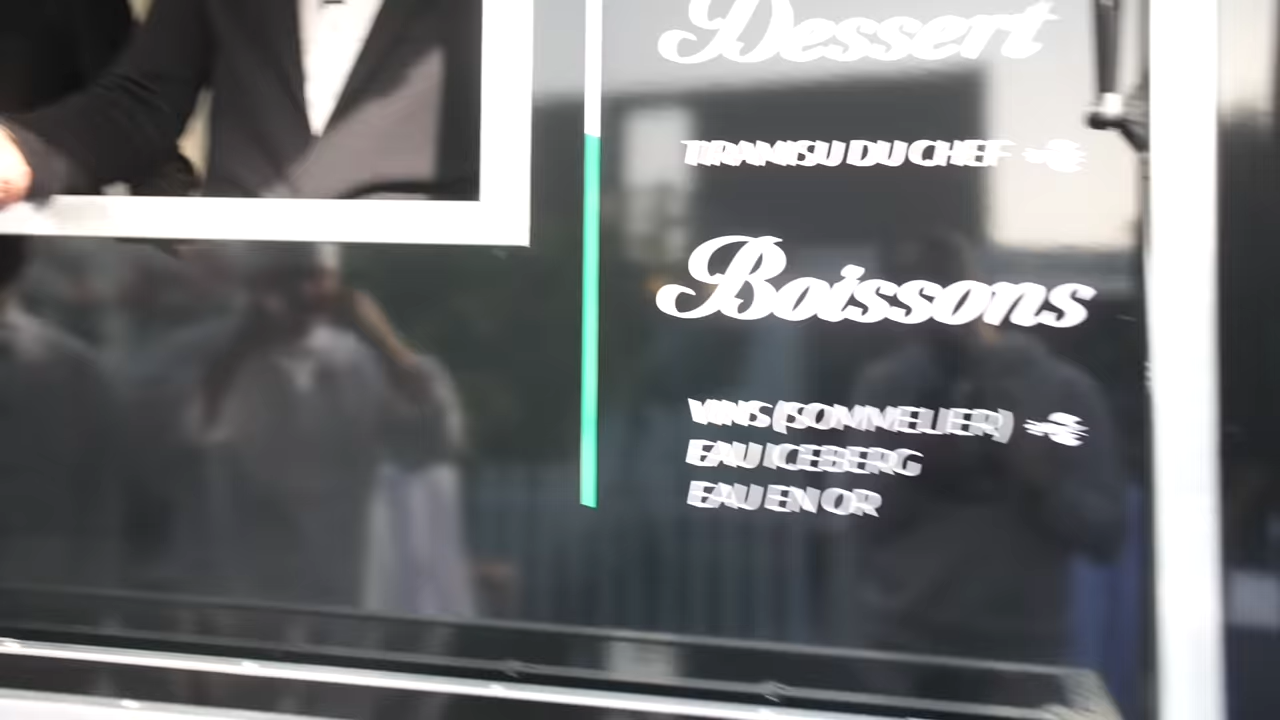 Dessert
TIRAMISU DU CHEF
Boissons
VINS (SOMMELIER)
EAU ICEBERG
EAU EN OR